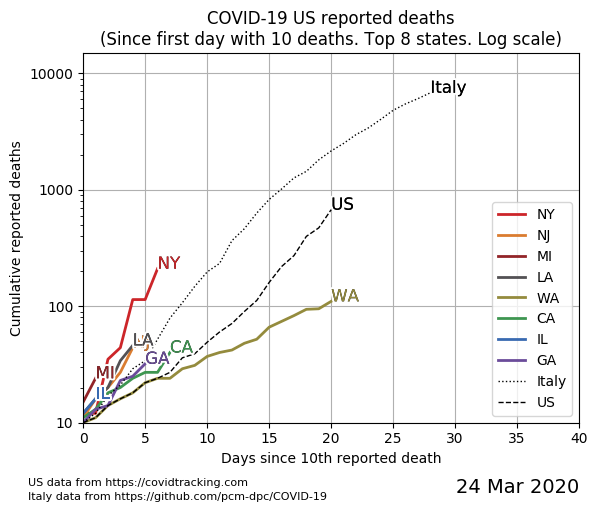 COVID-19 US reported deaths
(Since first day with 10 deaths. Top 8 states. Log scale)
Cumulative reported deaths
10000
1000
100
10
Italy
US
NY
WA
LA
NJ
CA
GA
MI
IL
NY
NJ
MI
LA
WA
CA
IL
GA
Italy
US
0 5 10 15 20 25 30 35 40
Days since 10th reported death
US data from https://covidtracking.com
Italy data from https://github.com/pcm-dpc/COVID-19
24 Mar 2020